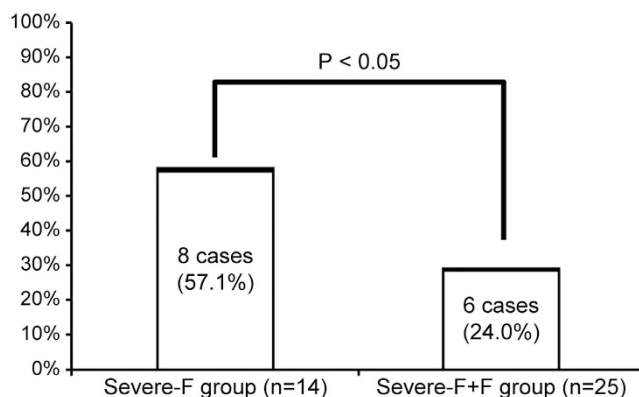 100%
90%
80%
70%
60%
50%
40%
30%
20%
10%
0%
P < 0.05
8 cases
(57.1%)
6 cases
(24.0%)
Severe-F group (n=14)
Severe-F+F group (n=25)